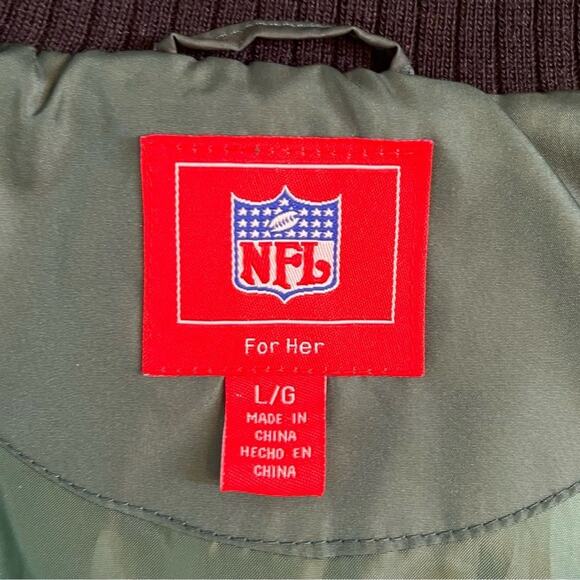 NFL
For Her
L/G
MADE IN
CHINA
HECHO EN
CHINA